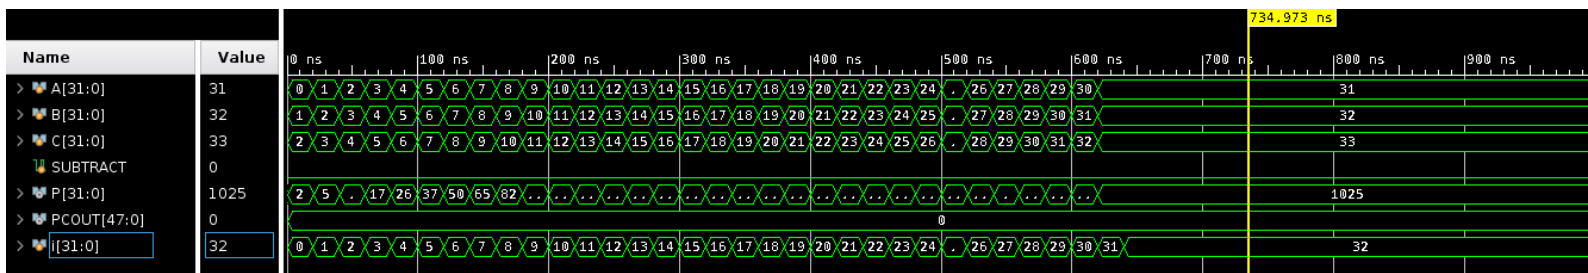 734.973 ns
Name Value 0 ns 100 ns 200 ns 300 ns 400 ns 500 ns 600 ns 700 ns 800 ns 900 ns
A[31:0] 31 0 1 2 3 4 5 6 7 8 9 10 11 12 13 14 15 16 17 18 19 20 21 22 23 24 . 26 27 28 29 30 31
B[31:0] 32 1 2 3 4 5 6 7 8 9 10 11 12 13 14 15 16 17 18 19 20 21 22 23 24 25 . 27 28 29 30 31 32
C[31:0] 33 2 3 4 5 6 7 8 9 10 11 12 13 14 15 16 17 18 19 20 21 22 23 24 25 26 . 28 29 30 31 32 33
SUBTRACT 0
P[31:0] 1025 2 5 . 17 26 37 50 65 82 .. .. .. .. .. .. .. .. .. .. .. .. .. .. .. .. .. .. .. .. .. .. 1025
PCOUT[47:0] 0 0
i[31:0] 32 0 1 2 3 4 5 6 7 8 9 10 11 12 13 14 15 16 17 18 19 20 21 22 23 24 . 26 27 28 29 30 31 32